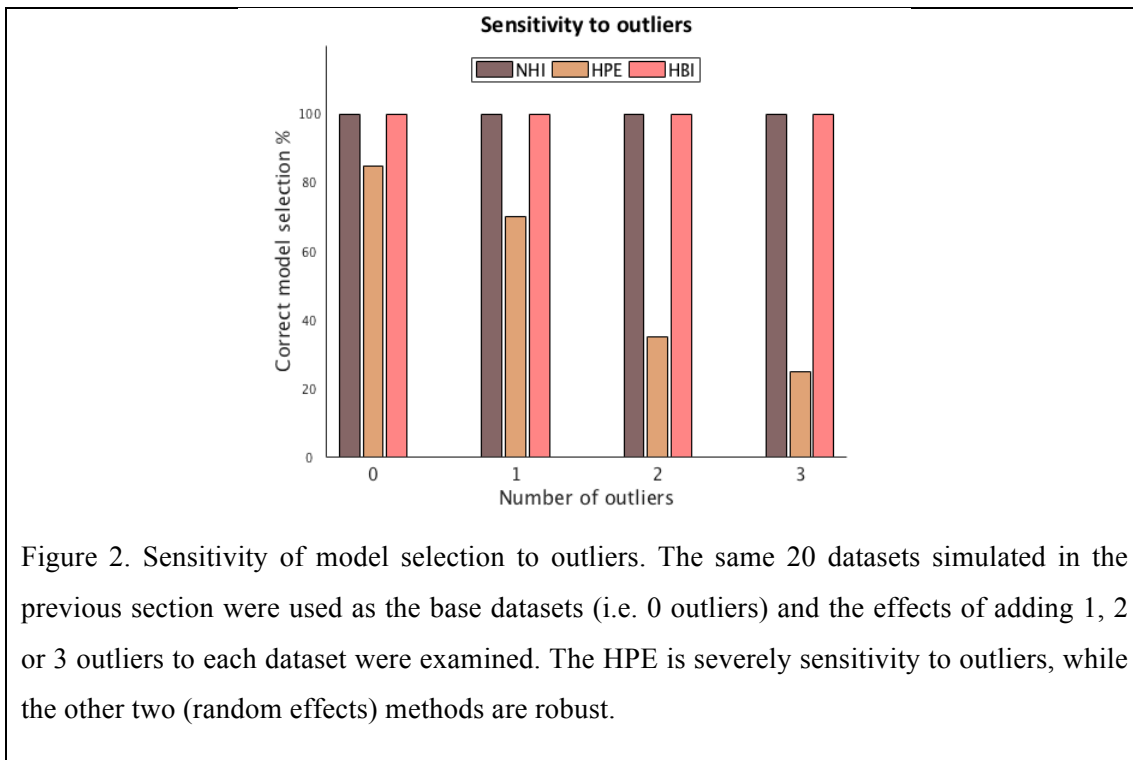 Sensitivity to outliers
NHI HPE HBI
Correct model selection %
100
80
60
40
20
0
0 1 2 3
Number of outliers
Figure 2. Sensitivity of model selection to outliers. The same 20 datasets simulated in the
previous section were used as the base datasets (i.e. 0 outliers) and the effects of adding 1, 2
or 3 outliers to each dataset were examined. The HPE is severely sensitivity to outliers, while
the other two (random effects) methods are robust.